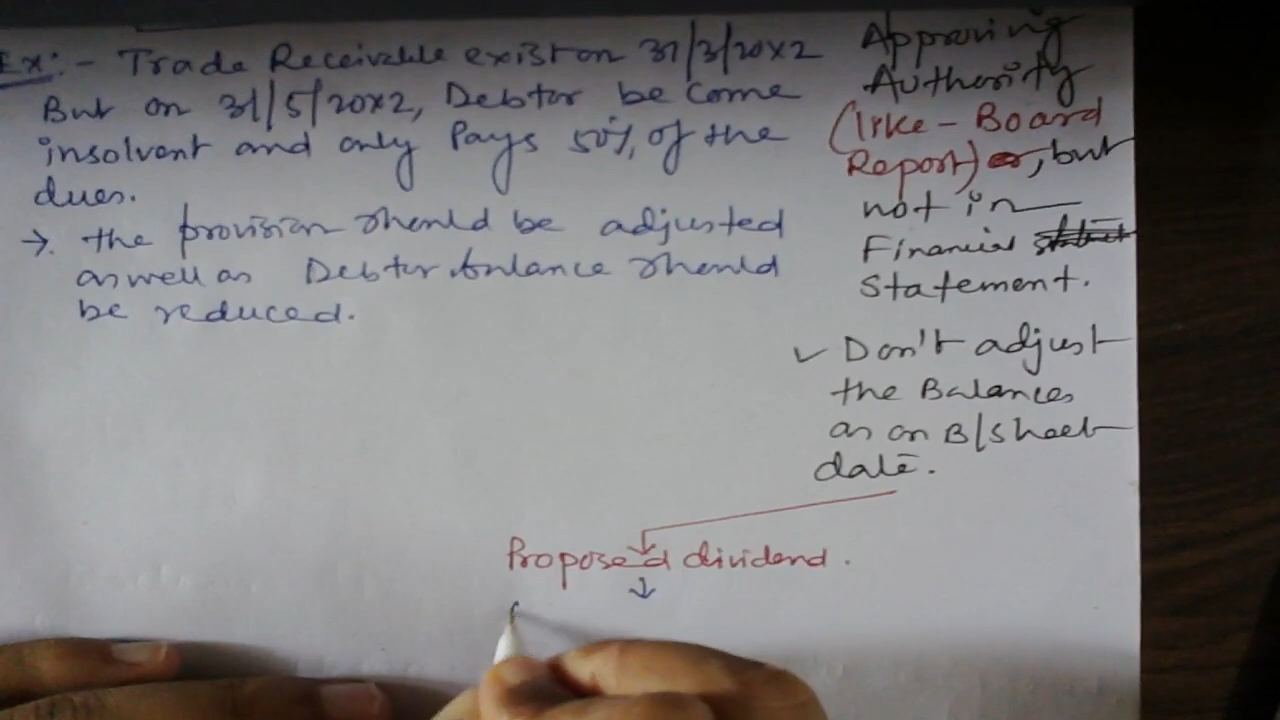 Ex:- Trade Receivable exist on 31/3/20X2
But on 31/5/20X2, Debtor become
insolvent and only Pays 50% of the
dues.
→. the provision should be adjusted
as well as Debtor balance should
be reduced.
Approving
Authority
(like - Board
Report), but
not in
Financial
Statement.
✓ Don't adjust
the Balances
as on B/Sheet
date.
Proposed dividend.